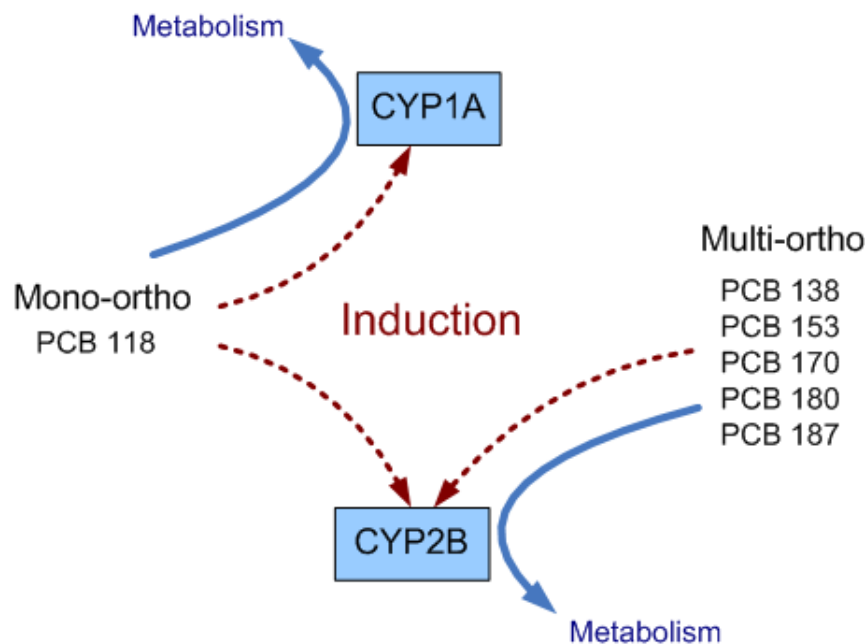 Metabolism
CYP1A
Mono-ortho
PCB 118
Induction
Multi-ortho
PCB 138
PCB 153
PCB 170
PCB 180
PCB 187
CYP2B
Metabolism